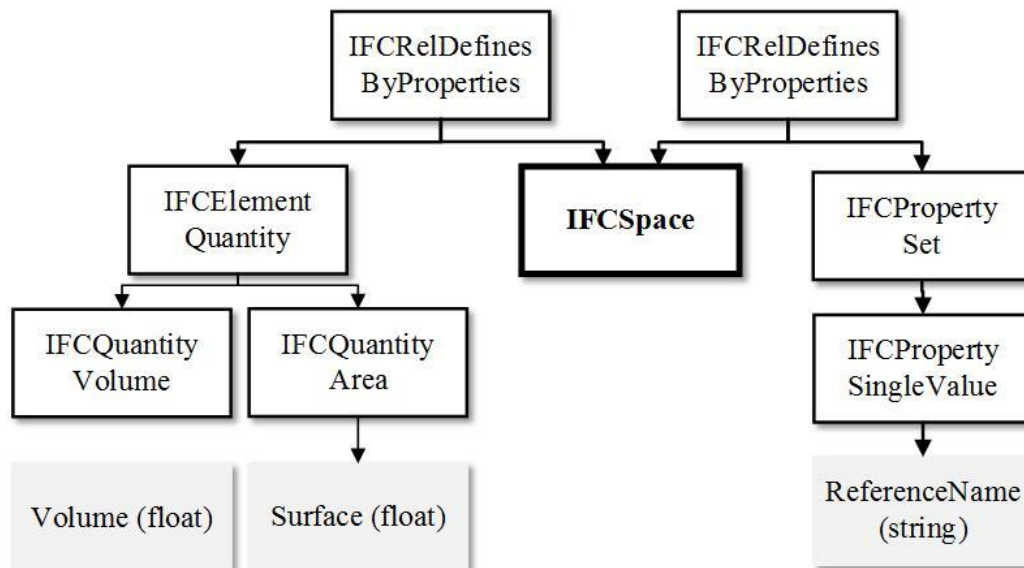 IFCRelDefines
ByProperties
IFCRelDefines
ByProperties
IFCElement
Quantity
IFCSpace
IFCProperty
Set
IFCQuantity
Volume
IFCQuantity
Area
IFCProperty
SingleValue
Volume (float)
Surface (float)
ReferenceName
(string)